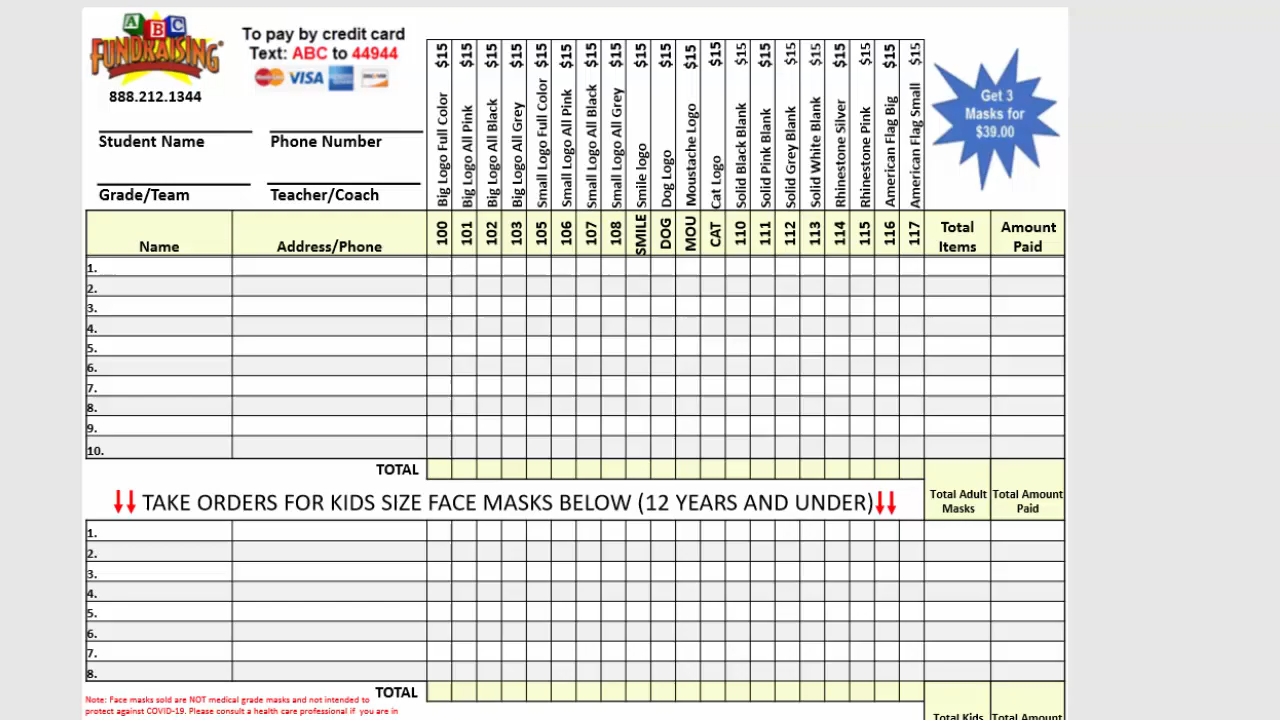 A B C
FUNDRAISING
888.212.1344
To pay by credit card
Text: ABC to 44944
MasterCard VISA AMERICAN EXPRESS DISCOVER
Student Name
Phone Number
Grade/Team
Teacher/Coach
Big Logo Full Color $15
Big Logo All Pink $15
Big Logo All Black $15
Big Logo All Grey $15
Small Logo Full Color $15
Small Logo All Pink $15
Small Logo All Black $15
Small Logo All Grey $15
Smile logo $15
Dog Logo $15
Moustache Logo $15
Cat Logo $15
Solid Black Blank $15
Solid Pink Blank $15
Solid Grey Blank $15
Solid White Blank $15
Rhinestone Silver $15
Rhinestone Pink $15
American Flag Big $15
American Flag Small $15
Get 3
Masks for
$39.00
Name
Address/Phone
100 101 102 103 105 106 107 108 SMILE DOG MOU CAT 110 111 112 113 114 115 116 117
Total
Items
Amount
Paid
1.
2.
3.
4.
5.
6.
7.
8.
9.
10.
TOTAL
TAKE ORDERS FOR KIDS SIZE FACE MASKS BELOW (12 YEARS AND UNDER)
Total Adult
Masks
Total Amount
Paid
1.
2.
3.
4.
5.
6.
7.
8.
TOTAL
Note: Face masks sold are NOT medical grade masks and not intended to
protect against COVID-19. Please consult a health care professional if you are in
Total Kids
Total Amount